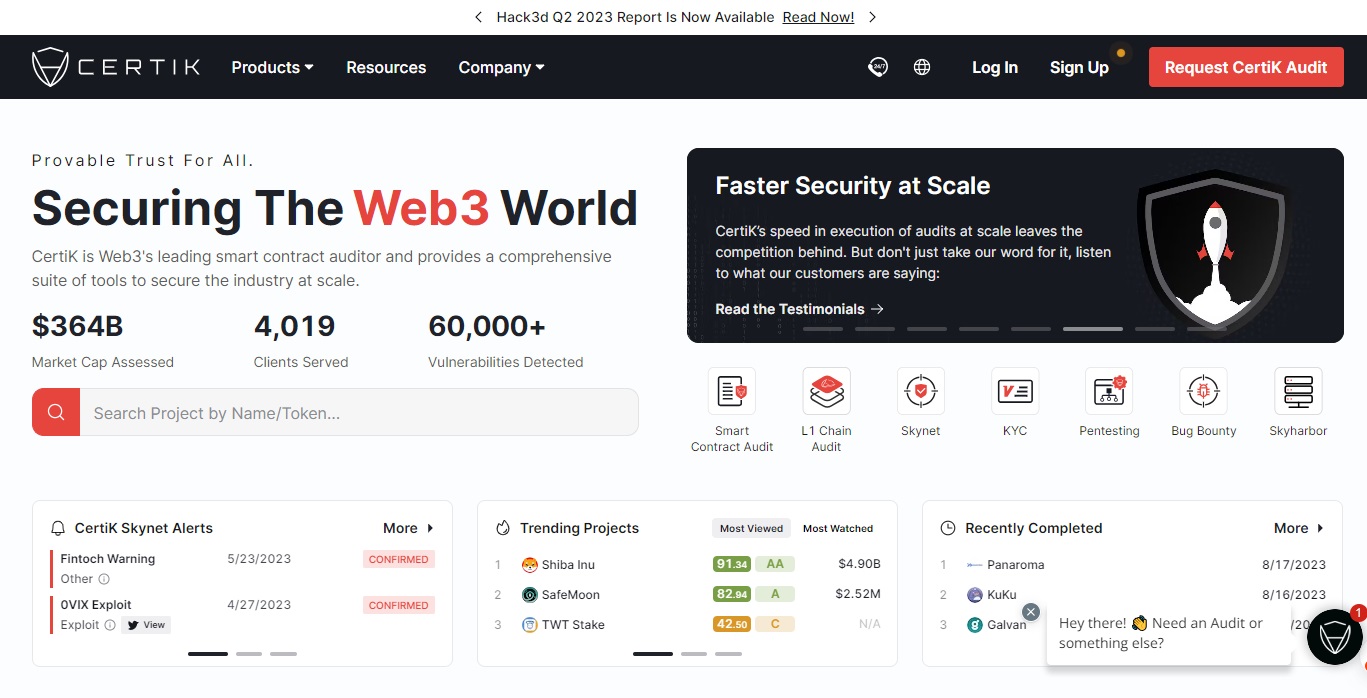 Hack3d Q2 2023 Report Is Now Available Read Now!
CERTIK Products Resources Company 24/7 Log In Sign Up Request CertiK Audit
Provable Trust For All.
Securing The Web3 World
CertiK is Web3's leading smart contract auditor and provides a comprehensive
suite of tools to secure the industry at scale.
$364B 4,019 60,000+
Market Cap Assessed Clients Served Vulnerabilities Detected
Search Project by Name/Token...
Faster Security at Scale
CertiK’s speed in execution of audits at scale leaves the
competition behind. But don't just take our word for it, listen
to what our customers are saying:
Read the Testimonials
Smart
Contract Audit
L1 Chain
Audit
Skynet
KYC
Pentesting
Bug Bounty
Skyharbor
CertiK Skynet Alerts More
Fintoch Warning 5/23/2023 CONFIRMED
Other
0VIX Exploit 4/27/2023 CONFIRMED
Exploit View
Trending Projects Most Viewed Most Watched
1 Shiba Inu 91.34 AA $4.90B
2 SafeMoon 82.94 A $2.52M
3 TWT Stake 42.50 C N/A
Recently Completed More
1 Panaroma 8/17/2023
2 KuKu 8/16/2023
3 Galvan
Hey there! 👋 Need an Audit or
something else?
1